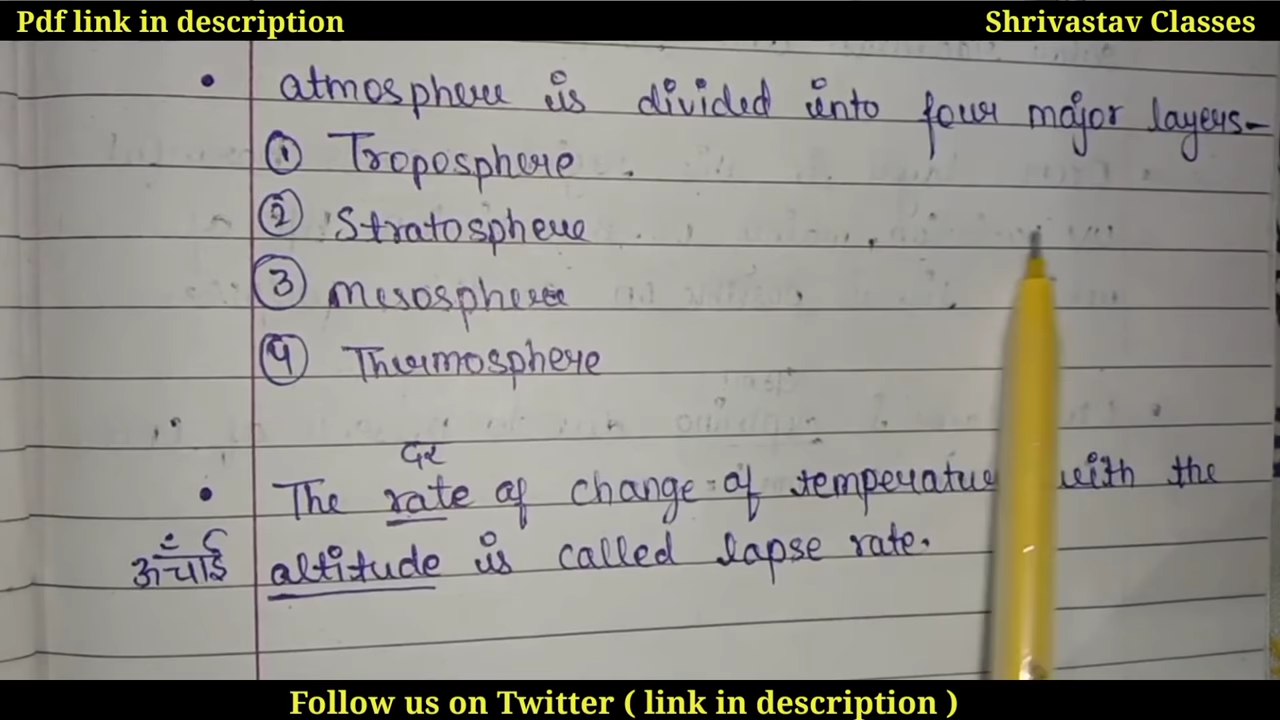 Pdf link in description
Shrivastav Classes
• atmosphere is divided into four major layers-
① Troposphere
② Stratosphere
③ Mesosphere
④ Thermosphere
दर
• The rate of change of temperature with the
ऊँचाई altitude is called lapse rate.
Follow us on Twitter ( link in description )